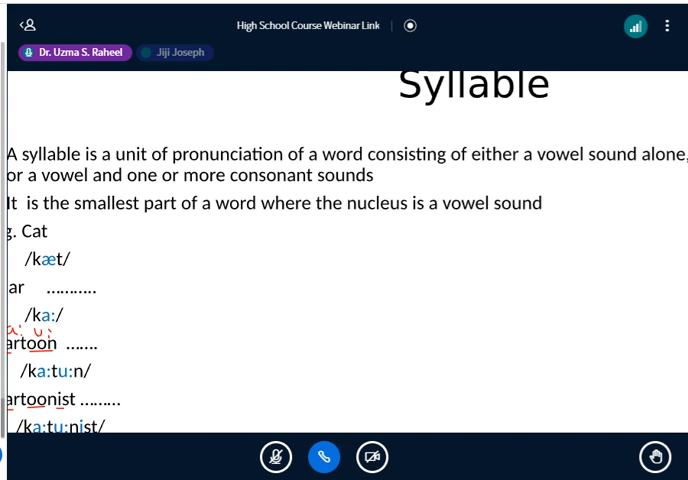 High School Course Webinar Link
Dr. Uzma S. Raheel Jiji Joseph
Syllable
A syllable is a unit of pronunciation of a word consisting of either a vowel sound alone,
or a vowel and one or more consonant sounds
It is the smallest part of a word where the nucleus is a vowel sound
g. Cat
/kæt/
ar ...........
/ka:/
a: u:
artoon .......
/ka:tu:n/
artoonist .........
/ka:tu:nist/